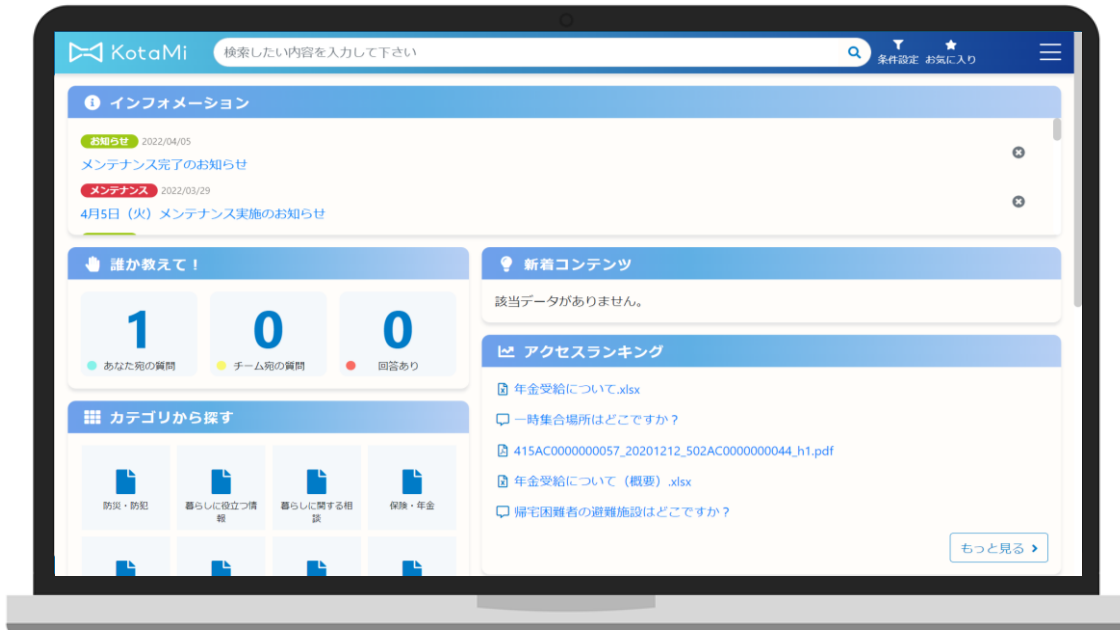 KotaMi
検索したい内容を入力して下さい
条件設定 お気に入り
インフォメーション
お知らせ 2022/04/05
メンテナンス完了のお知らせ
メンテナンス 2022/03/29
4月5日（火）メンテナンス実施のお知らせ
誰か教えて！
1 0 0
あなた宛の質問 チーム宛の質問 回答あり
カテゴリから探す
防災・防犯
暮らしに役立つ情
報
暮らしに関する相
談
保険・年金
新着コンテンツ
該当データがありません。
アクセスランキング
年金受給について.xlsx
一時集合場所はどこですか？
415AC0000000057_20201212_502AC0000000044_h1.pdf
年金受給について（概要）.xlsx
帰宅困難者の避難施設はどこですか？
もっと見る